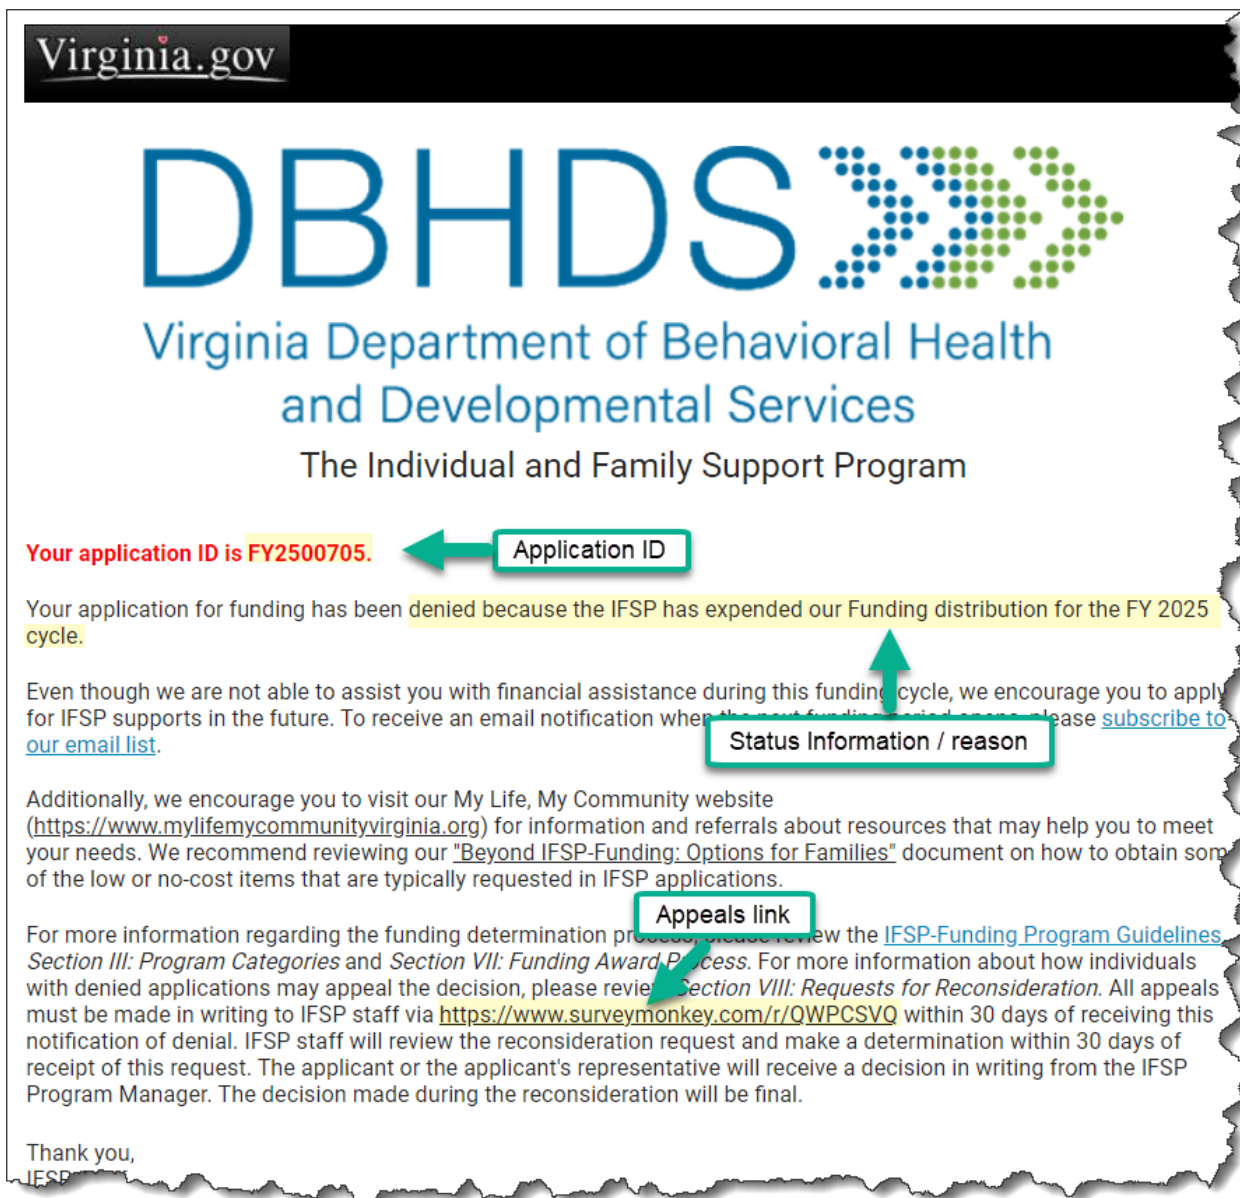 Virginia.gov
DBHDS
Virginia Department of Behavioral Health
and Developmental Services
The Individual and Family Support Program
Your application ID is FY2500705.
Application ID
Your application for funding has been denied because the IFSP has expended our Funding distribution for the FY 2025
cycle.
Even though we are not able to assist you with financial assistance during this funding cycle, we encourage you to apply
for IFSP supports in the future. To receive an email notification when the next funding period opens, please subscribe to
our email list.
Status Information / reason
Additionally, we encourage you to visit our My Life, My Community website
(https://www.mylifemycommunityvirginia.org) for information and referrals about resources that may help you to meet
your needs. We recommend reviewing our "Beyond IFSP-Funding: Options for Families" document on how to obtain som
of the low or no-cost items that are typically requested in IFSP applications.
Appeals link
For more information regarding the funding determination process, please review the IFSP-Funding Program Guidelines
Section III: Program Categories and Section VII: Funding Award Process. For more information about how individuals
with denied applications may appeal the decision, please review Section VIII: Requests for Reconsideration. All appeals
must be made in writing to IFSP staff via https://www.surveymonkey.com/r/QWPCSVQ within 30 days of receiving this
notification of denial. IFSP staff will review the reconsideration request and make a determination within 30 days of
receipt of this request. The applicant or the applicant's representative will receive a decision in writing from the IFSP
Program Manager. The decision made during the reconsideration will be final.
Thank you,
IFSP